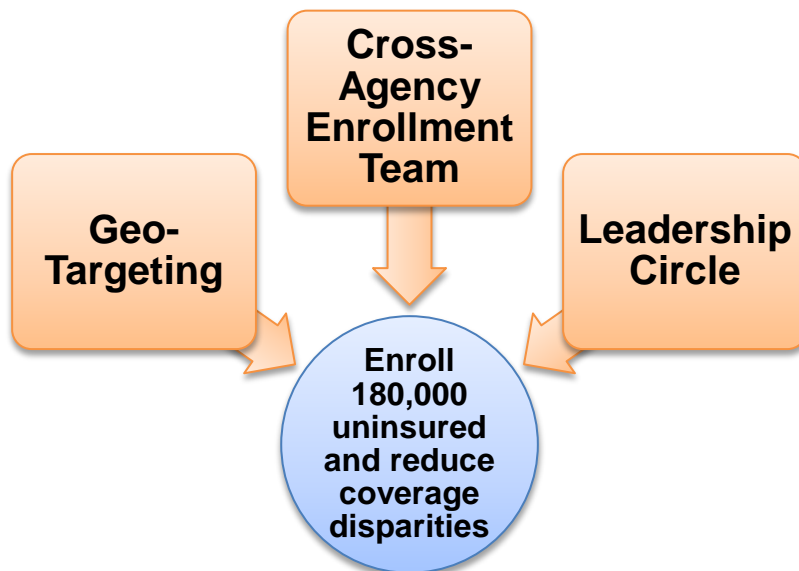 Cross-
Agency
Enrollment
Team
Geo-
Targeting
Leadership
Circle
Enroll
180,000
uninsured
and reduce
coverage
disparities